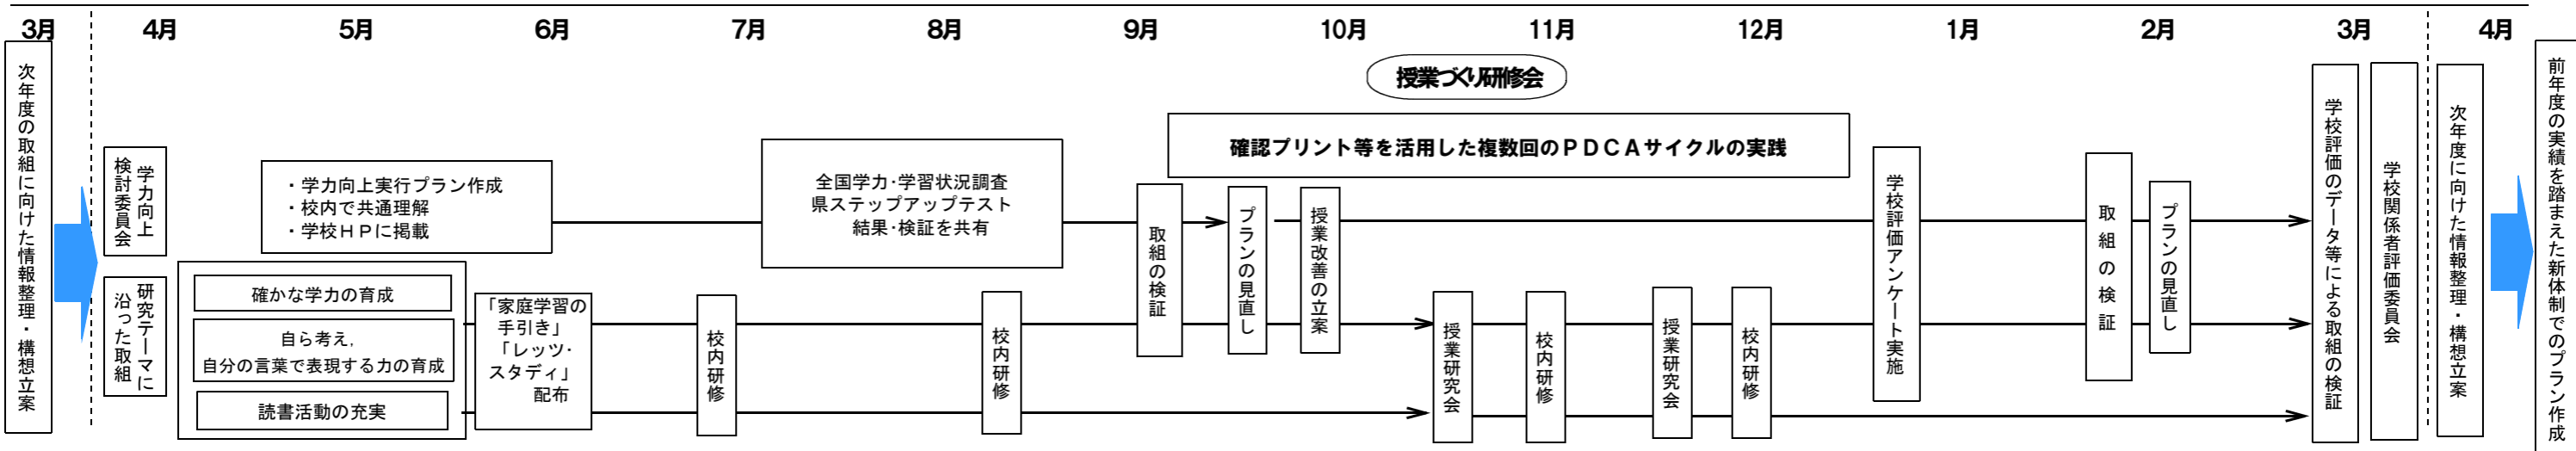 3月
4月
5月
6月
7月
8月
9月
10月
11月
12月
1月
2月
3月
4月
次年度の取組に向けた情報整理・構想立案
学力向上
検討委員会
研究テーマに
沿った取組
・学力向上実行プラン作成
・校内で共通理解
・学校ＨＰに掲載
確かな学力の育成
自ら考え，
自分の言葉で表現する力の育成
読書活動の充実
「家庭学習の
手引き」
「レッツ・
スタディ」
配布
校内研修
全国学力・学習状況調査
県ステップアップテスト
結果・検証を共有
校内研修
取組の検証
プランの見直し
授業改善の立案
授業づくり研修会
確認プリント等を活用した複数回のＰＤＣＡサイクルの実践
授業研究会
校内研修
授業研究会
校内研修
学校評価アンケート実施
取組の検証
プランの見直し
学校評価のデータ等による取組の検証
学校関係者評価委員会
次年度に向けた情報整理・構想立案
前年度の実績を踏まえた新体制でのプラン作成